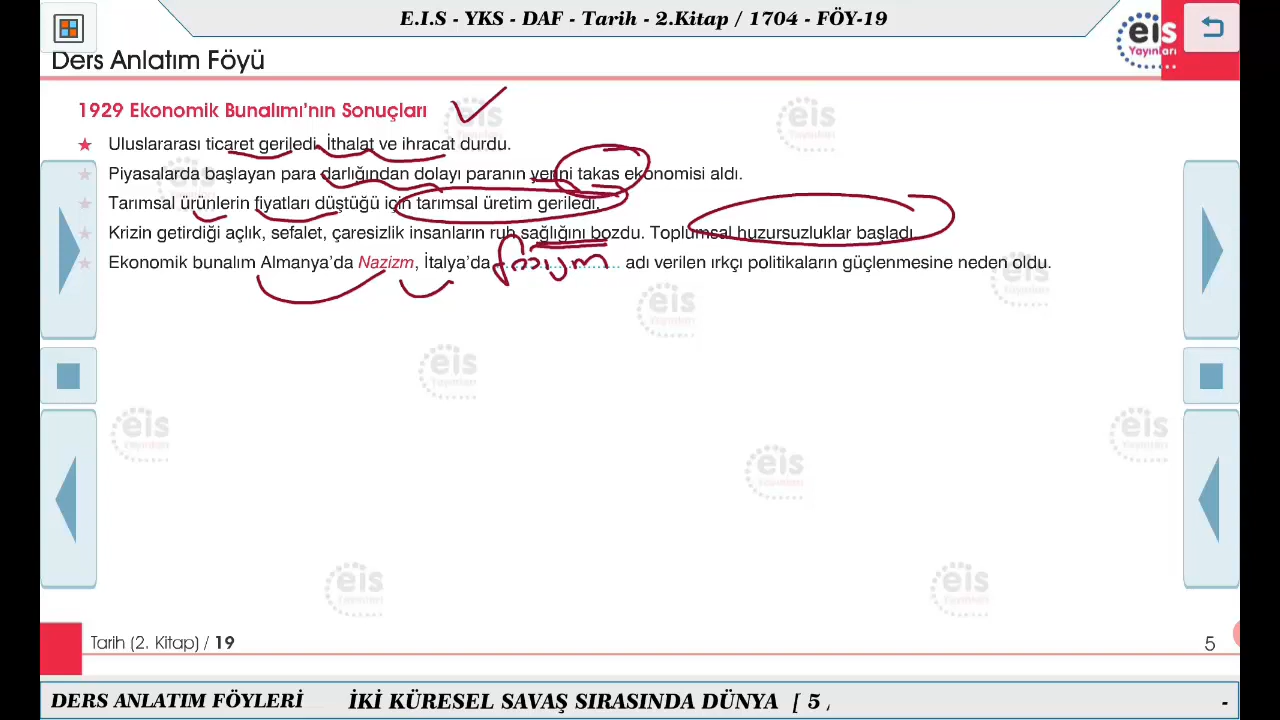 E.I.S - YKS - DAF - Tarih - 2.Kitap / 1704 - FÖY-19
eis
Yayınları
Ders Anlatım Föyü
1929 Ekonomik Bunalımı'nın Sonuçları
★ Uluslararası ticaret geriledi. İthalat ve ihracat durdu.
★ Piyasalarda başlayan para darlığından dolayı paranın yerini takas ekonomisi aldı.
★ Tarımsal ürünlerin fiyatları düştüğü için tarımsal üretim geriledi.
★ Krizin getirdiği açlık, sefalet, çaresizlik insanların ruh sağlığını bozdu. Toplumsal huzursuzluklar başladı.
★ Ekonomik bunalım Almanya'da Nazizm, İtalya'da faşizm adı verilen ırkçı politikaların güçlenmesine neden oldu.
Tarih (2. Kitap) / 19
5
DERS ANLATIM FÖYLERİ İKİ KÜRESEL SAVAŞ SIRASINDA DÜNYA [ 5 / -